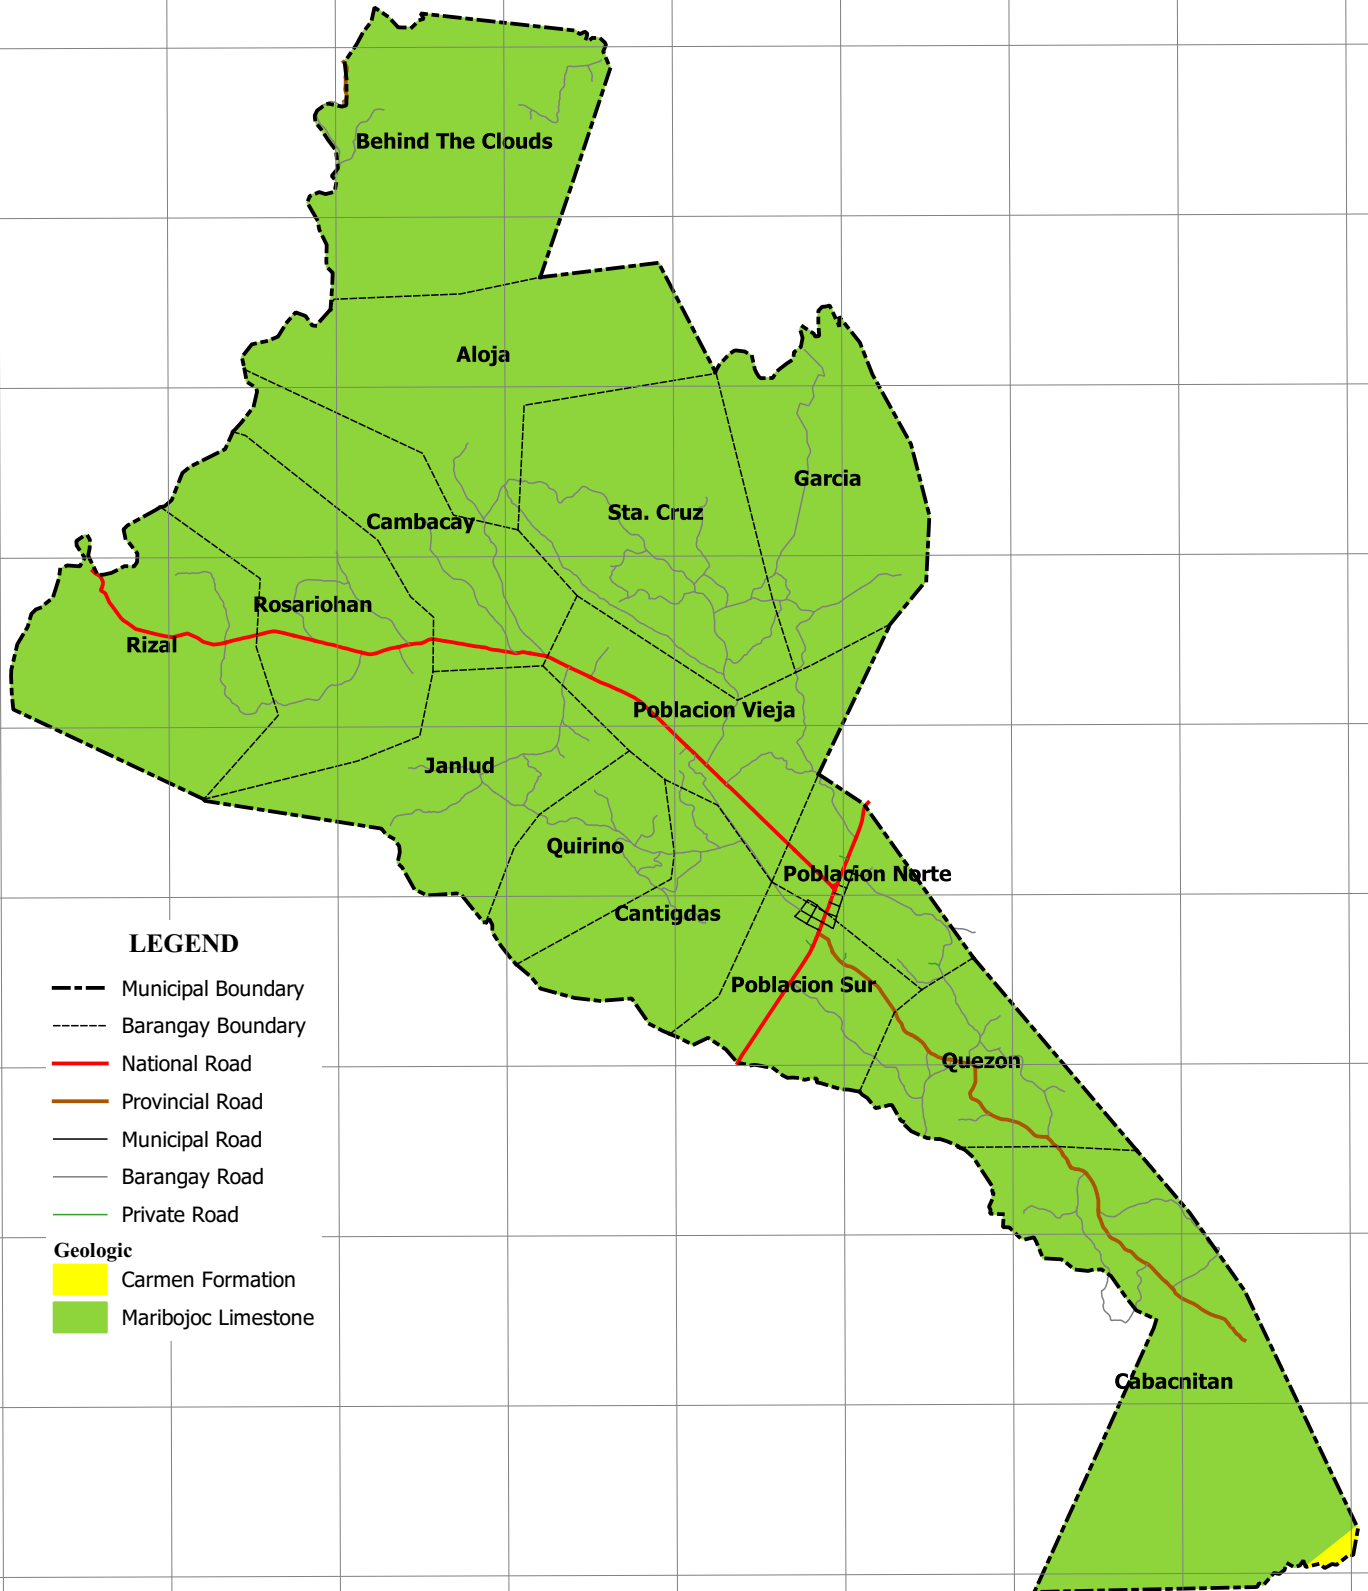 Behind The Clouds
Aloja
Garcia
Sta. Cruz
Cambacay
Rosariohan
Rizal
Poblacion Vieja
Janlud
Quirino
Poblacion Norte
Cantigdas
Poblacion Sur
Quezon
Cabacnitan
LEGEND
Municipal Boundary
Barangay Boundary
National Road
Provincial Road
Municipal Road
Barangay Road
Private Road
Geologic
Carmen Formation
Maribojoc Limestone